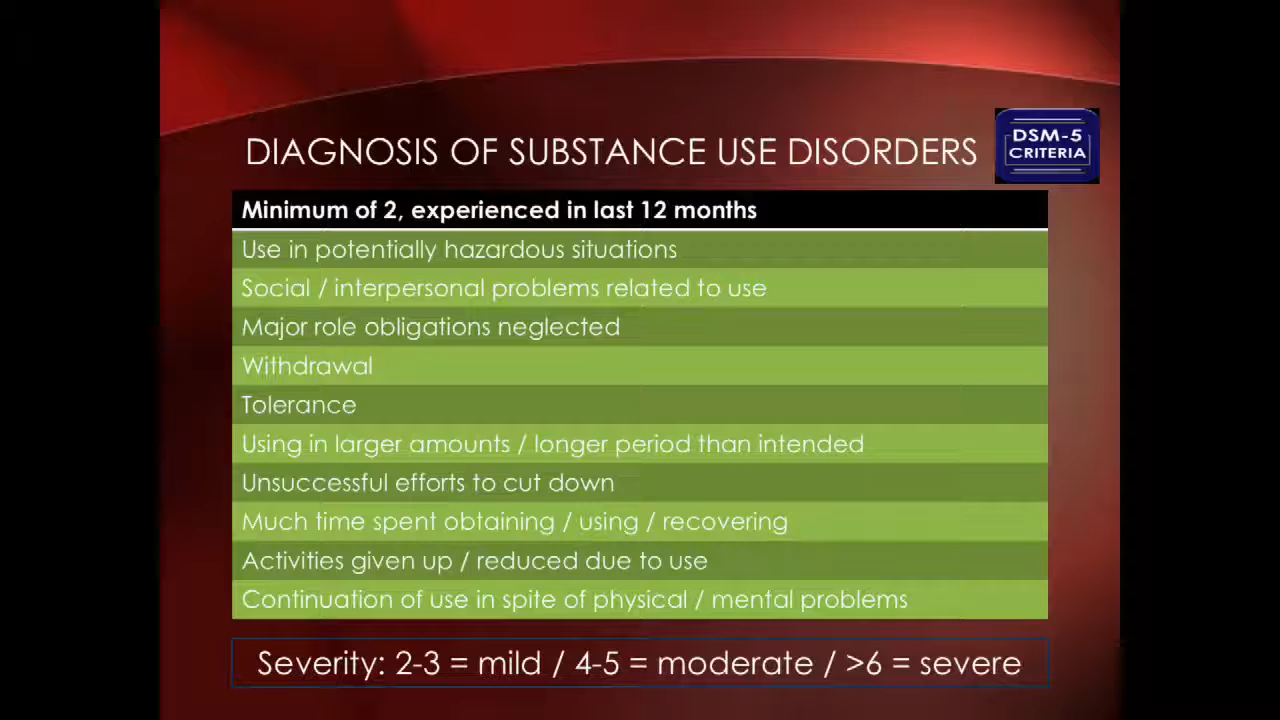 DIAGNOSIS OF SUBSTANCE USE DISORDERS
DSM-5
CRITERIA
Minimum of 2, experienced in last 12 months
Use in potentially hazardous situations
Social / interpersonal problems related to use
Major role obligations neglected
Withdrawal
Tolerance
Using in larger amounts / longer period than intended
Unsuccessful efforts to cut down
Much time spent obtaining / using / recovering
Activities given up / reduced due to use
Continuation of use in spite of physical / mental problems
Severity: 2-3 = mild / 4-5 = moderate / >6 = severe